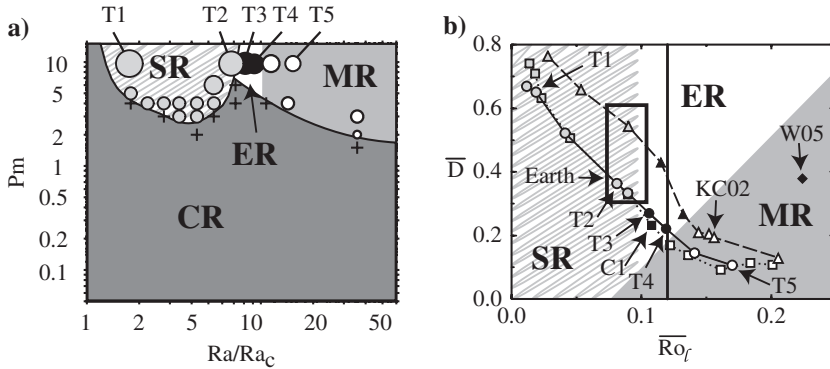 a)
T1 T2 T3 T4 T5
SR
MR
ER
CR
10
5
2
1
0.5
0.2
0.1
Pm
1 2 5 10 20 50
Ra/Ra_c
b)
0.8
0.6
0.4
0.2
0.0
D
T1
ER
W05
Earth
KC02
T2
MR
T3
SR
C1
T4
T5
0.0 0.1 0.2
Ro_ℓ